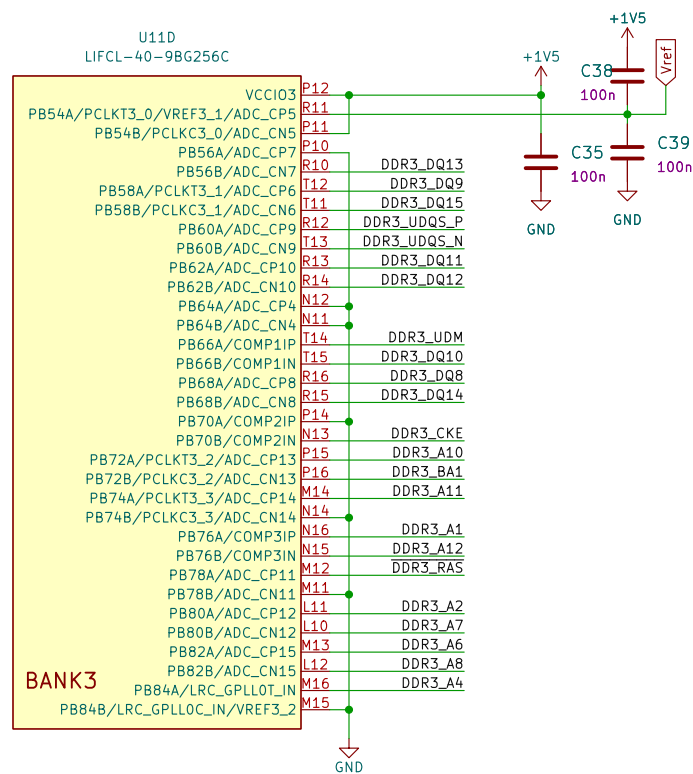 U11D
LIFCL-40-9BG256C
+1V5
+1V5
Vref
C38
100n
C39
100n
C35
100n
GND
GND
VCCIO3 P12
PB54A/PCLKT3_0/VREF3_1/ADC_CP5 R11
PB54B/PCLKC3_0/ADC_CN5 P11
PB56A/ADC_CP7 P10
PB56B/ADC_CN7 R10 DDR3_DQ13
PB58A/PCLKT3_1/ADC_CP6 T12 DDR3_DQ9
PB58B/PCLKC3_1/ADC_CN6 T11 DDR3_DQ15
PB60A/ADC_CP9 R12 DDR3_UDQS_P
PB60B/ADC_CN9 T13 DDR3_UDQS_N
PB62A/ADC_CP10 R13 DDR3_DQ11
PB62B/ADC_CN10 R14 DDR3_DQ12
PB64A/ADC_CP4 N12
PB64B/ADC_CN4 N11
PB66A/COMP1IP T14 DDR3_UDM
PB66B/COMP1IN T15 DDR3_DQ10
PB68A/ADC_CP8 R16 DDR3_DQ8
PB68B/ADC_CN8 R15 DDR3_DQ14
PB70A/COMP2IP P14
PB70B/COMP2IN N13 DDR3_CKE
PB72A/PCLKT3_2/ADC_CP13 P15 DDR3_A10
PB72B/PCLKC3_2/ADC_CN13 P16 DDR3_BA1
PB74A/PCLKT3_3/ADC_CP14 M14 DDR3_A11
PB74B/PCLKC3_3/ADC_CN14 N14
PB76A/COMP3IP N16 DDR3_A1
PB76B/COMP3IN N15 DDR3_A12
PB78A/ADC_CP11 M12 DDR3_RAS
PB78B/ADC_CN11 M11
PB80A/ADC_CP12 L11 DDR3_A2
PB80B/ADC_CN12 L10 DDR3_A7
PB82A/ADC_CP15 M13 DDR3_A6
PB82B/ADC_CN15 L12 DDR3_A8
PB84A/LRC_GPLL0T_IN M16 DDR3_A4
PB84B/LRC_GPLL0C_IN/VREF3_2 M15
BANK3
GND